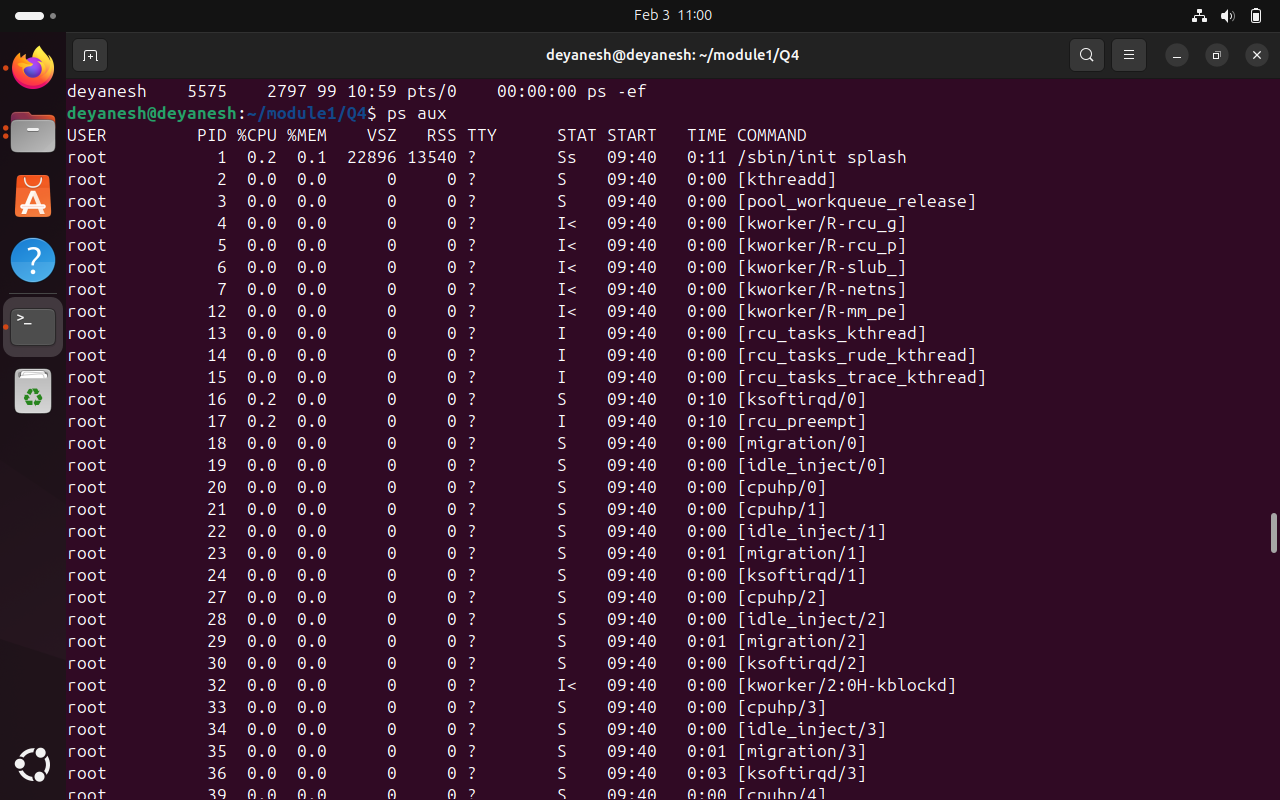 Feb 3 11:00
deyanesh@deyanesh: ~/module1/Q4
deyanesh    5575    2797 99 10:59 pts/0    00:00:00 ps -ef
deyanesh@deyanesh:~/module1/Q4$ ps aux
USER         PID %CPU %MEM    VSZ   RSS TTY      STAT START   TIME COMMAND
root           1  0.2  0.1  22896 13540 ?        Ss   09:40   0:11 /sbin/init splash
root           2  0.0  0.0      0     0 ?        S    09:40   0:00 [kthreadd]
root           3  0.0  0.0      0     0 ?        S    09:40   0:00 [pool_workqueue_release]
root           4  0.0  0.0      0     0 ?        I<   09:40   0:00 [kworker/R-rcu_g]
root           5  0.0  0.0      0     0 ?        I<   09:40   0:00 [kworker/R-rcu_p]
root           6  0.0  0.0      0     0 ?        I<   09:40   0:00 [kworker/R-slub_]
root           7  0.0  0.0      0     0 ?        I<   09:40   0:00 [kworker/R-netns]
root          12  0.0  0.0      0     0 ?        I<   09:40   0:00 [kworker/R-mm_pe]
root          13  0.0  0.0      0     0 ?        I    09:40   0:00 [rcu_tasks_kthread]
root          14  0.0  0.0      0     0 ?        I    09:40   0:00 [rcu_tasks_rude_kthread]
root          15  0.0  0.0      0     0 ?        I    09:40   0:00 [rcu_tasks_trace_kthread]
root          16  0.2  0.0      0     0 ?        S    09:40   0:10 [ksoftirqd/0]
root          17  0.2  0.0      0     0 ?        I    09:40   0:10 [rcu_preempt]
root          18  0.0  0.0      0     0 ?        S    09:40   0:00 [migration/0]
root          19  0.0  0.0      0     0 ?        S    09:40   0:00 [idle_inject/0]
root          20  0.0  0.0      0     0 ?        S    09:40   0:00 [cpuhp/0]
root          21  0.0  0.0      0     0 ?        S    09:40   0:00 [cpuhp/1]
root          22  0.0  0.0      0     0 ?        S    09:40   0:00 [idle_inject/1]
root          23  0.0  0.0      0     0 ?        S    09:40   0:01 [migration/1]
root          24  0.0  0.0      0     0 ?        S    09:40   0:00 [ksoftirqd/1]
root          27  0.0  0.0      0     0 ?        S    09:40   0:00 [cpuhp/2]
root          28  0.0  0.0      0     0 ?        S    09:40   0:00 [idle_inject/2]
root          29  0.0  0.0      0     0 ?        S    09:40   0:01 [migration/2]
root          30  0.0  0.0      0     0 ?        S    09:40   0:00 [ksoftirqd/2]
root          32  0.0  0.0      0     0 ?        I<   09:40   0:00 [kworker/2:0H-kblockd]
root          33  0.0  0.0      0     0 ?        S    09:40   0:00 [cpuhp/3]
root          34  0.0  0.0      0     0 ?        S    09:40   0:00 [idle_inject/3]
root          35  0.0  0.0      0     0 ?        S    09:40   0:01 [migration/3]
root          36  0.0  0.0      0     0 ?        S    09:40   0:03 [ksoftirqd/3]
root          39  0.0  0.0      0     0 ?        S    09:40   0:00 [cpuhp/4]